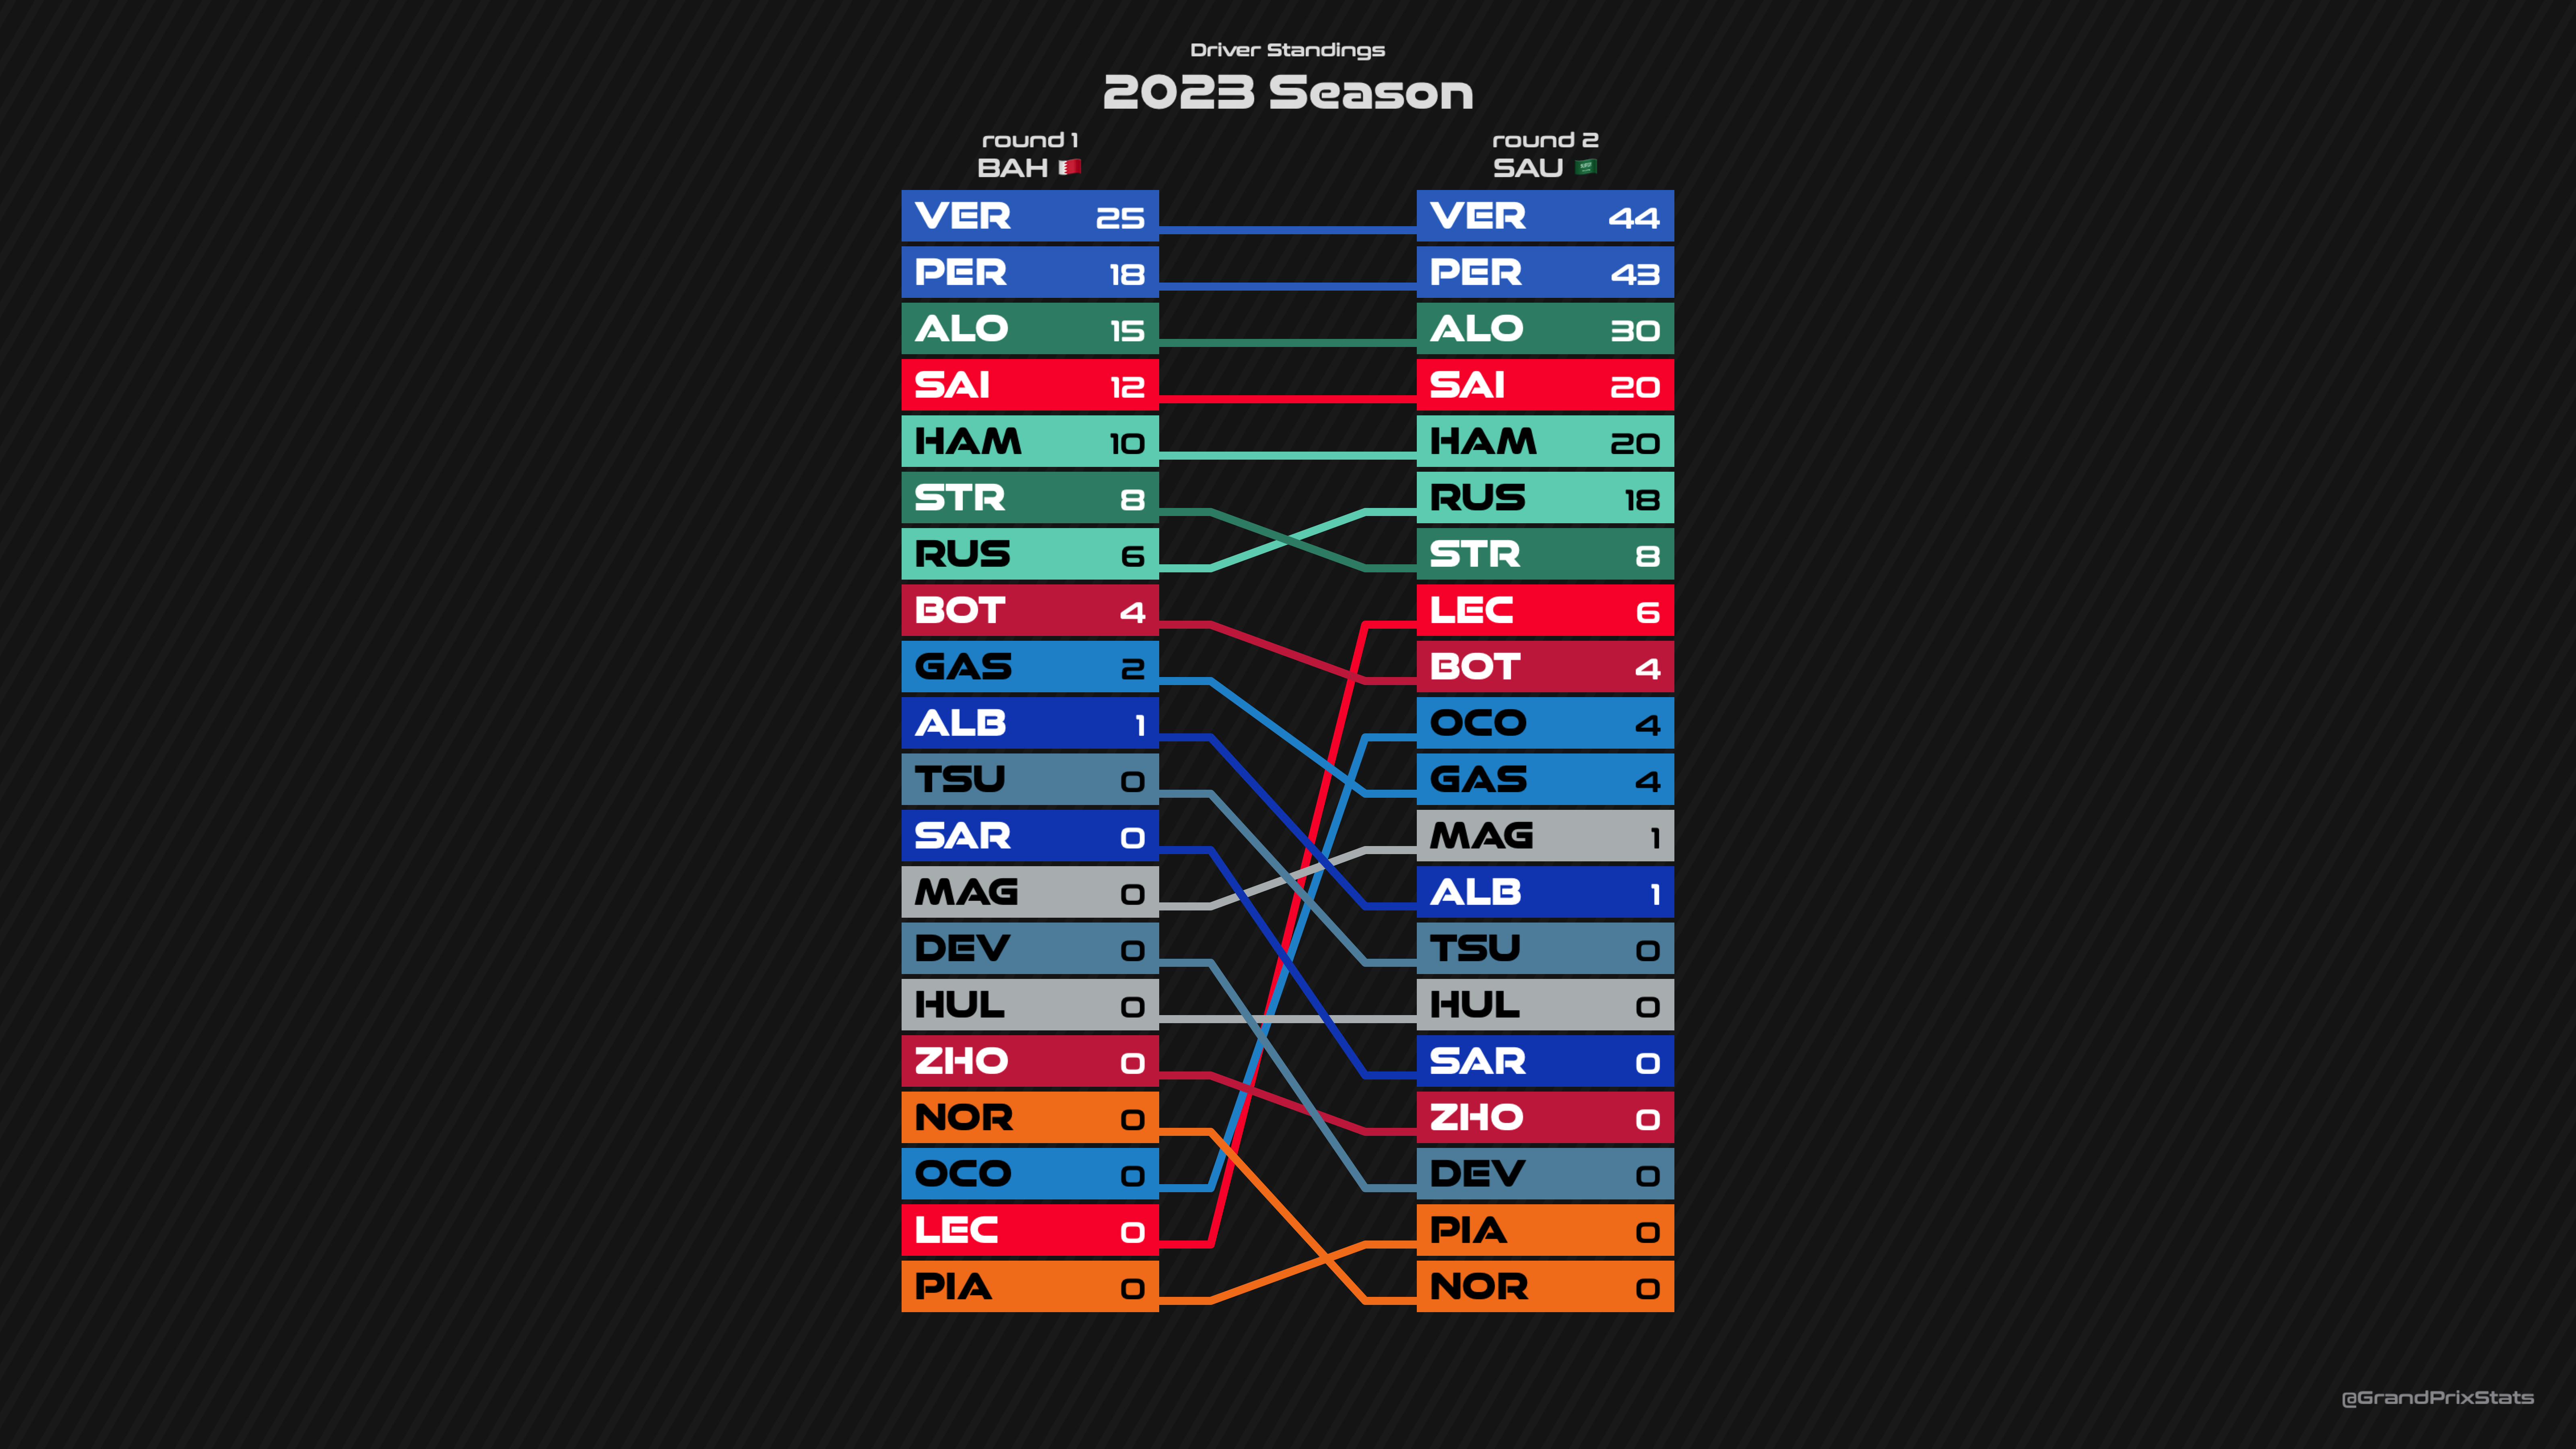 Driver Standings
2023 Season
round 1
BAH
round 2
SAU
VER 25
PER 18
ALO 15
SAI 12
HAM 10
STR 8
RUS 6
BOT 4
GAS 2
ALB 1
TSU 0
SAR 0
MAG 0
DEV 0
HUL 0
ZHO 0
NOR 0
OCO 0
LEC 0
PIA 0
VER 44
PER 43
ALO 30
SAI 20
HAM 20
RUS 18
STR 8
LEC 6
BOT 4
OCO 4
GAS 4
MAG 1
ALB 1
TSU 0
HUL 0
SAR 0
ZHO 0
DEV 0
PIA 0
NOR 0
@GrandPrixStats